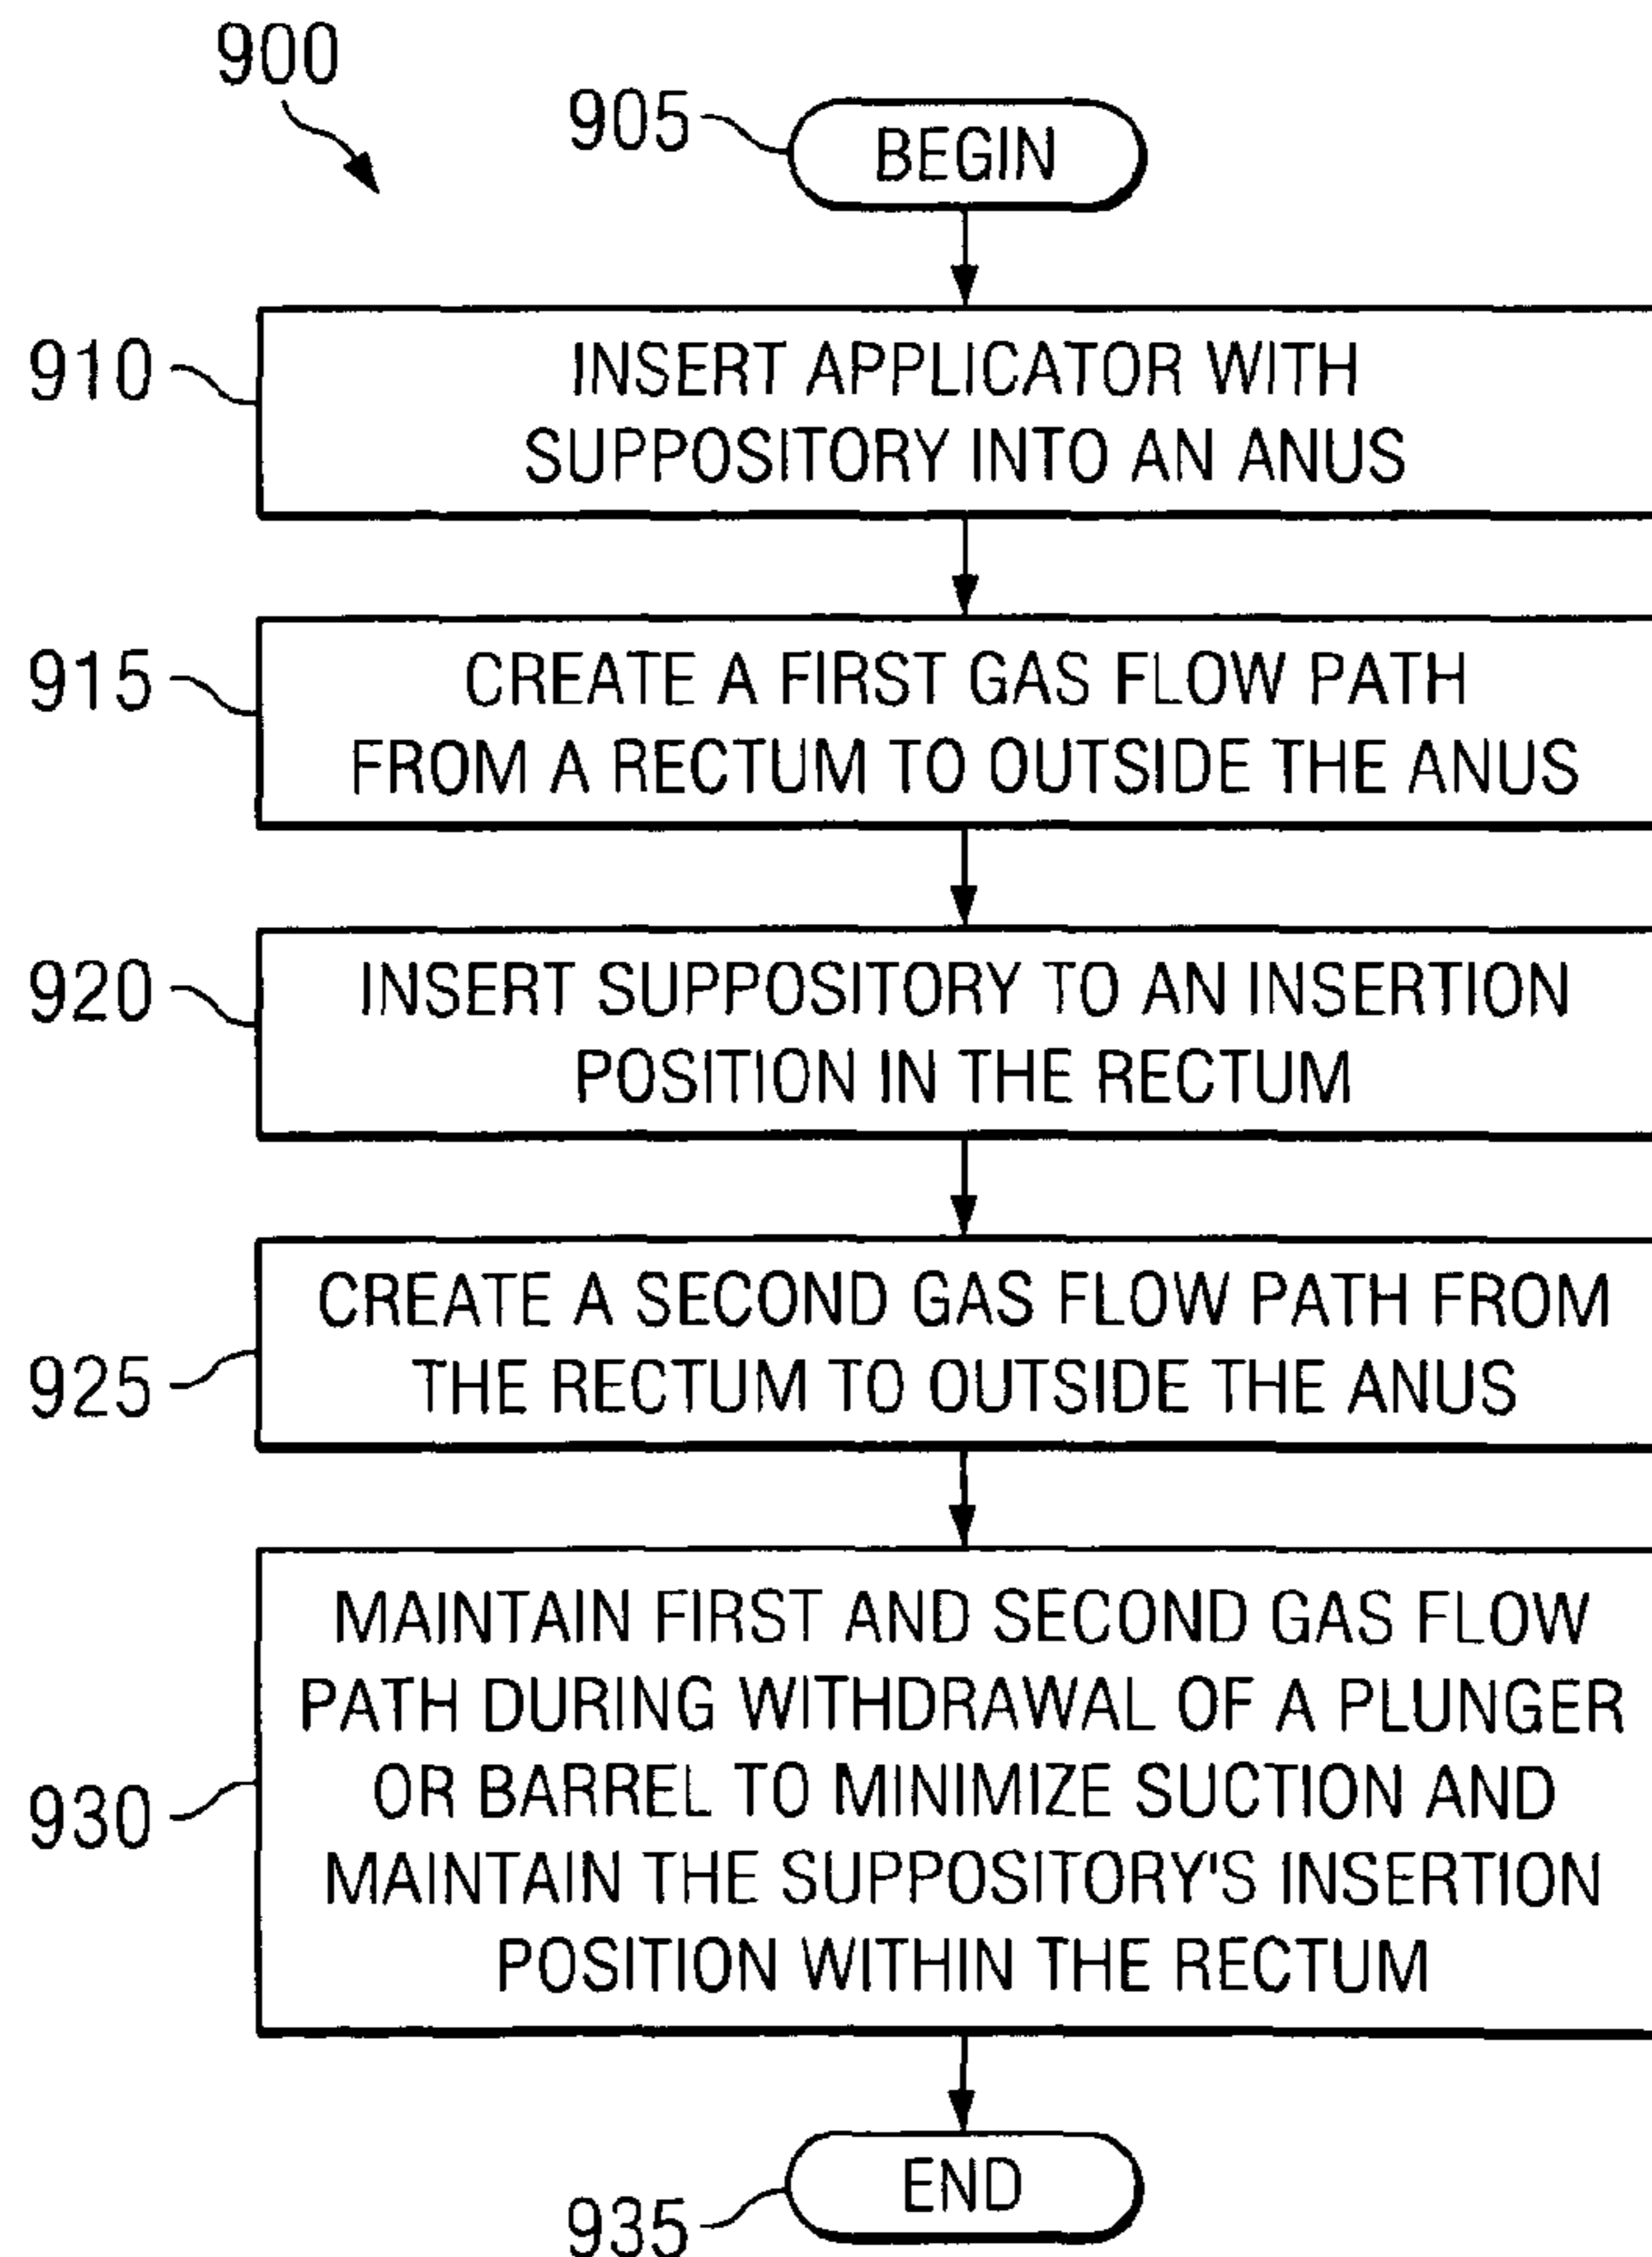 900
905
BEGIN
910
INSERT APPLICATOR WITH
SUPPOSITORY INTO AN ANUS
915
CREATE A FIRST GAS FLOW PATH
FROM A RECTUM TO OUTSIDE THE ANUS
920
INSERT SUPPOSITORY TO AN INSERTION
POSITION IN THE RECTUM
925
CREATE A SECOND GAS FLOW PATH FROM
THE RECTUM TO OUTSIDE THE ANUS
930
MAINTAIN FIRST AND SECOND GAS FLOW
PATH DURING WITHDRAWAL OF A PLUNGER
OR BARREL TO MINIMIZE SUCTION AND
MAINTAIN THE SUPPOSITORY'S INSERTION
POSITION WITHIN THE RECTUM
935
END